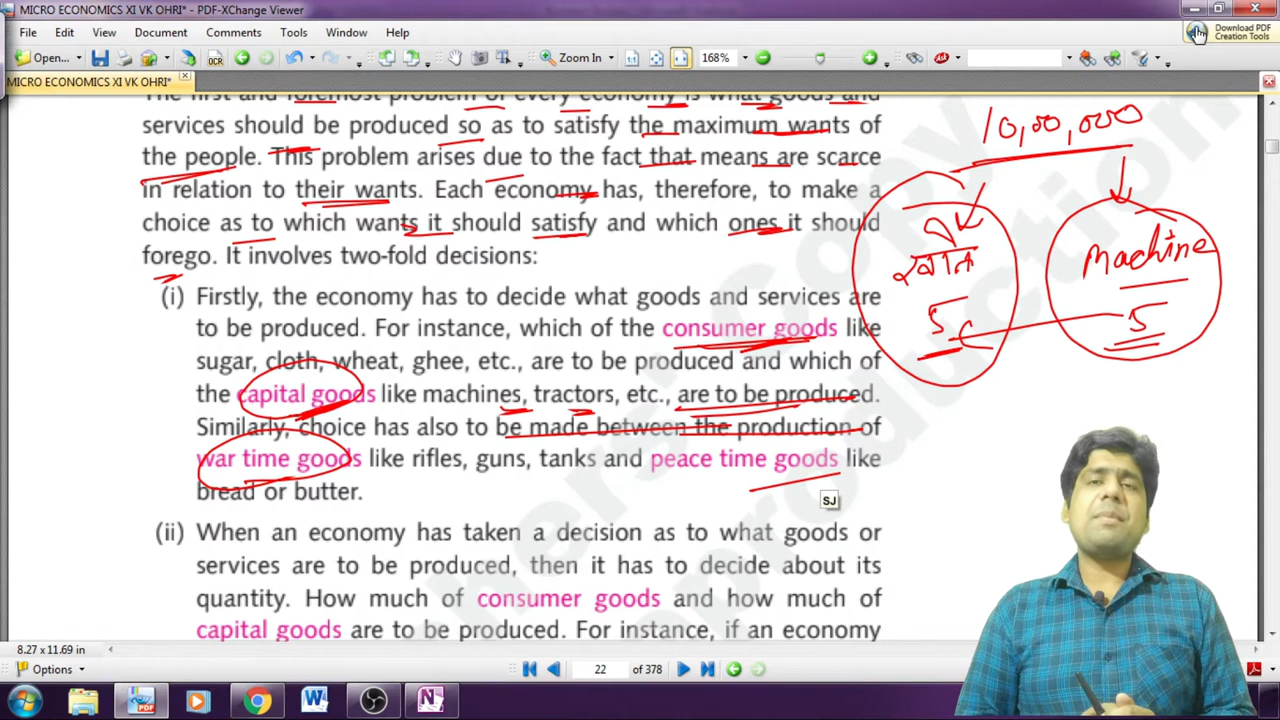 MICRO ECONOMICS XI VK OHRI* - PDF-XChange Viewer
File Edit View Document Comments Tools Window Help
Download PDF
Creation Tools
Open... OCR Zoom In 168%
MICRO ECONOMICS XI VK OHRI*
The first and foremost problem of every economy is what goods and
services should be produced so as to satisfy the maximum wants of
the people. This problem arises due to the fact that means are scarce
in relation to their wants. Each economy has, therefore, to make a
choice as to which wants it should satisfy and which ones it should
forego. It involves two-fold decisions:
(i) Firstly, the economy has to decide what goods and services are
to be produced. For instance, which of the consumer goods like
sugar, cloth, wheat, ghee, etc., are to be produced and which of
the capital goods like machines, tractors, etc., are to be produced.
Similarly, choice has also to be made between the production of
war time goods like rifles, guns, tanks and peace time goods like
bread or butter.
(ii) When an economy has taken a decision as to what goods or
services are to be produced, then it has to decide about its
quantity. How much of consumer goods and how much of
capital goods are to be produced. For instance, if an economy
10,00,000
machine
5
5
SJ
8.27 x 11.69 in
Options 22 of 378